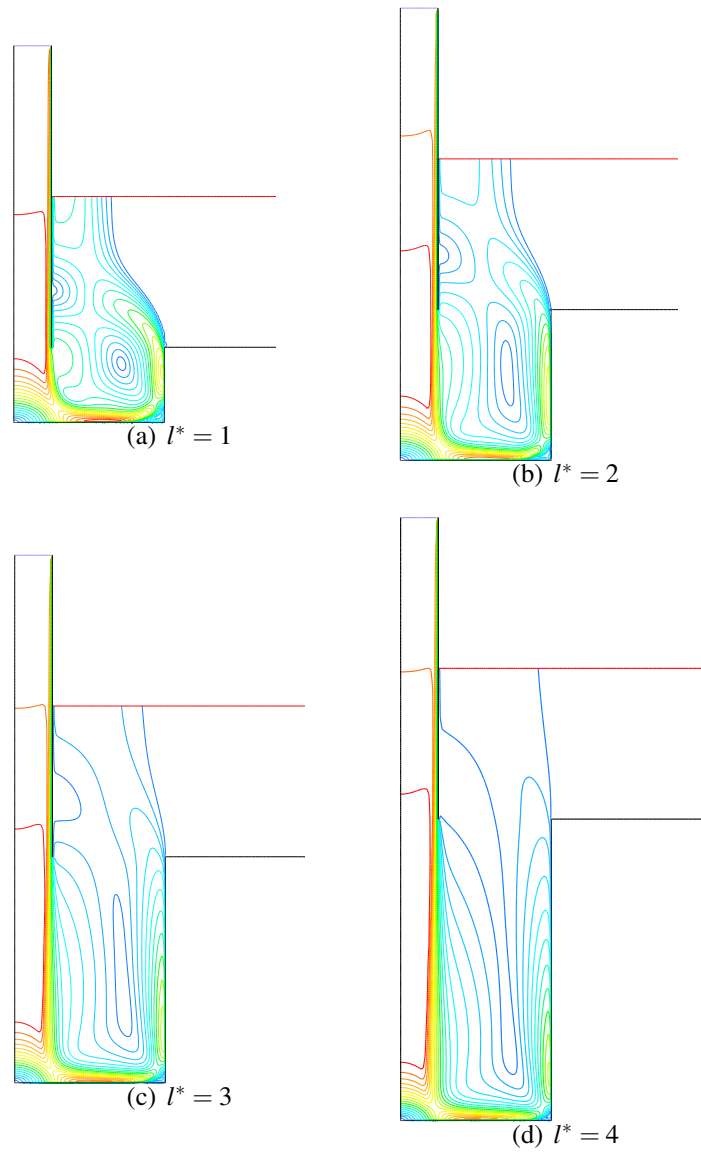 (a) l* = 1
(b) l* = 2
(c) l* = 3
(d) l* = 4